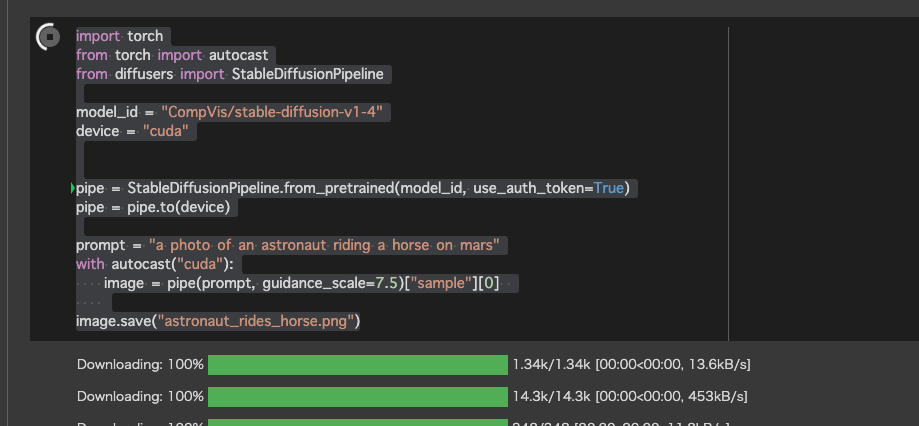 import torch
from torch import autocast
from diffusers import StableDiffusionPipeline
model_id = "CompVis/stable-diffusion-v1-4"
device = "cuda"
pipe = StableDiffusionPipeline.from_pretrained(model_id, use_auth_token=True)
pipe = pipe.to(device)
prompt = "a photo of an astronaut riding a horse on mars"
with autocast("cuda"):
image = pipe(prompt, guidance_scale=7.5)["sample"][0]
image.save("astronaut_rides_horse.png")
Downloading: 100% 1.34k/1.34k [00:00<00:00, 13.6kB/s]
Downloading: 100% 14.3k/14.3k [00:00<00:00, 453kB/s]